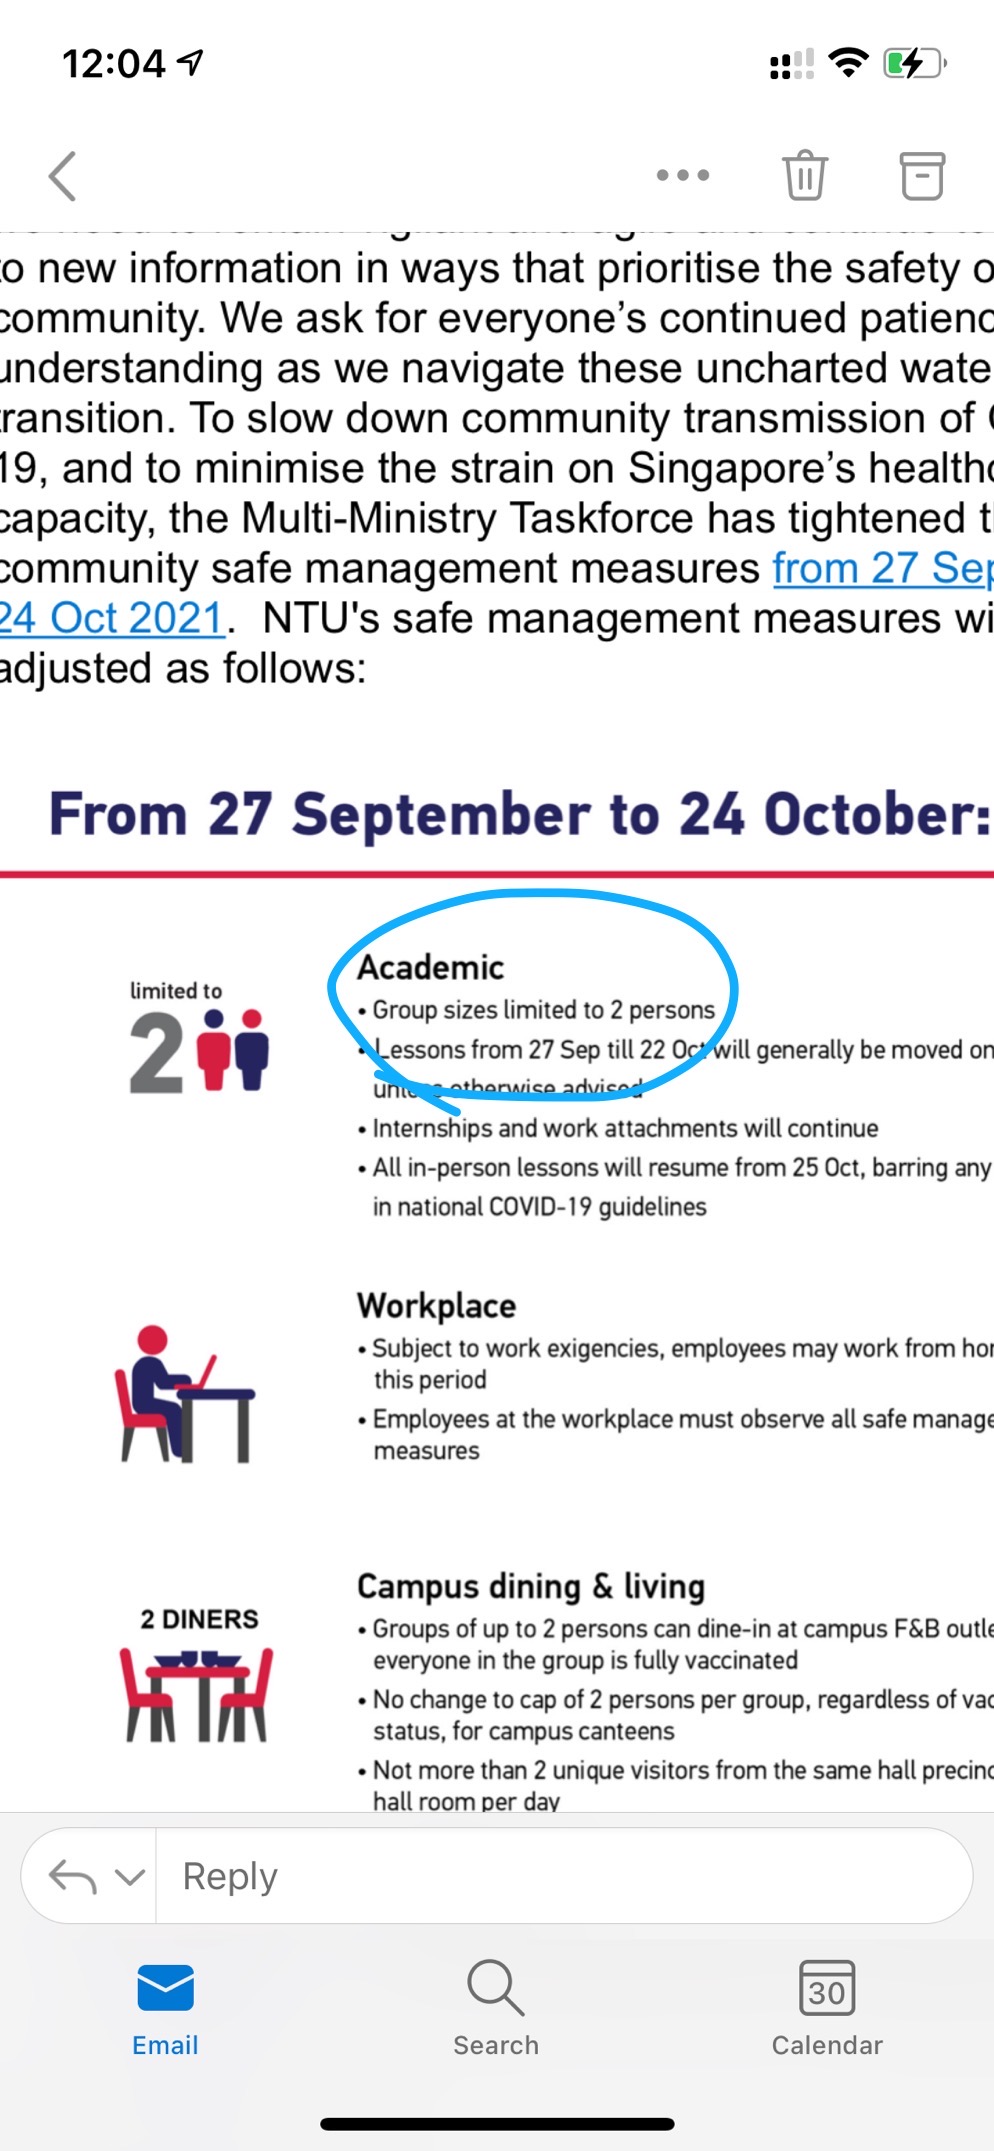 12:04
to new information in ways that prioritise the safety o
community. We ask for everyone's continued patienc
understanding as we navigate these uncharted wate
transition. To slow down community transmission of
19, and to minimise the strain on Singapore's healthc
capacity, the Multi-Ministry Taskforce has tightened t
community safe management measures from 27 Sep
24 Oct 2021. NTU's safe management measures wi
adjusted as follows:
From 27 September to 24 October:
limited to
2
Academic
• Group sizes limited to 2 persons
• Lessons from 27 Sep till 22 Oct will generally be moved on
unless otherwise advised
• Internships and work attachments will continue
• All in-person lessons will resume from 25 Oct, barring any
in national COVID-19 guidelines
Workplace
• Subject to work exigencies, employees may work from hor
this period
• Employees at the workplace must observe all safe manage
measures
2 DINERS
Campus dining & living
• Groups of up to 2 persons can dine-in at campus F&B outle
everyone in the group is fully vaccinated
• No change to cap of 2 persons per group, regardless of vac
status, for campus canteens
• Not more than 2 unique visitors from the same hall precinc
hall room per day
Reply
30
Email Search Calendar